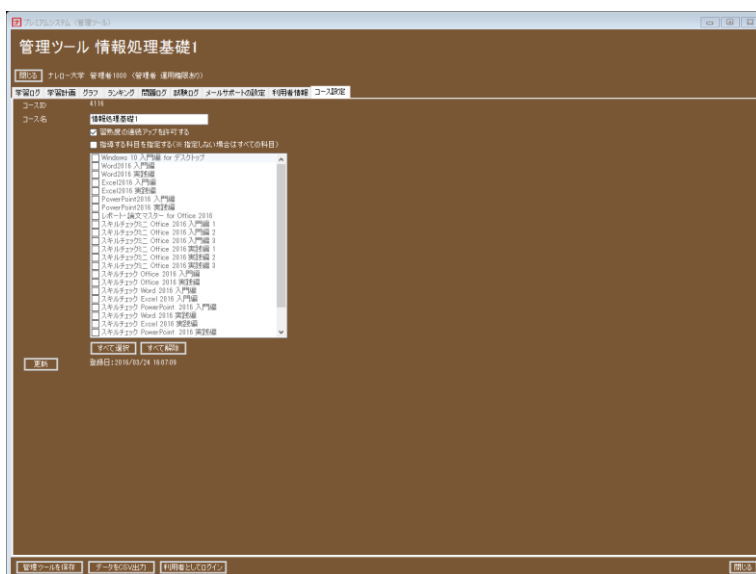 プレミアムシステム (管理ツール)
管理ツール 情報処理基礎1
閉じる ナレロー大学 管理者1000 (管理者 運用権限あり)
学習ログ 学習計画 グラフ ランキング 問題ログ 試験ログ メールサポートの設定 利用者情報 コース設定
コースID 4116
コース名 情報処理基礎1
習熟度の連続アップを許可する
指導する科目を指定する(※ 指定しない場合はすべての科目)
Windows 10 入門編 for デスクトップ
Word2016 入門編
Word2016 実践編
Excel2016 入門編
Excel2016 実践編
PowerPoint2016 入門編
PowerPoint2016 実践編
レポート・論文マスター for Office 2016
スキルチェックミニ Office 2016 入門編 1
スキルチェックミニ Office 2016 入門編 2
スキルチェックミニ Office 2016 入門編 3
スキルチェックミニ Office 2016 実践編 1
スキルチェックミニ Office 2016 実践編 2
スキルチェックミニ Office 2016 実践編 3
スキルチェック Office 2016 入門編
スキルチェック Office 2016 実践編
スキルチェック Word 2016 入門編
スキルチェック Excel 2016 入門編
スキルチェック PowerPoint 2016 入門編
スキルチェック Word 2016 実践編
スキルチェック Excel 2016 実践編
スキルチェック PowerPoint 2016 実践編
すべて選択 すべて解除
更新 登録日:2016/03/24 16:07:09
管理ツールを保存 データをCSV出力 利用者としてログイン 閉じる